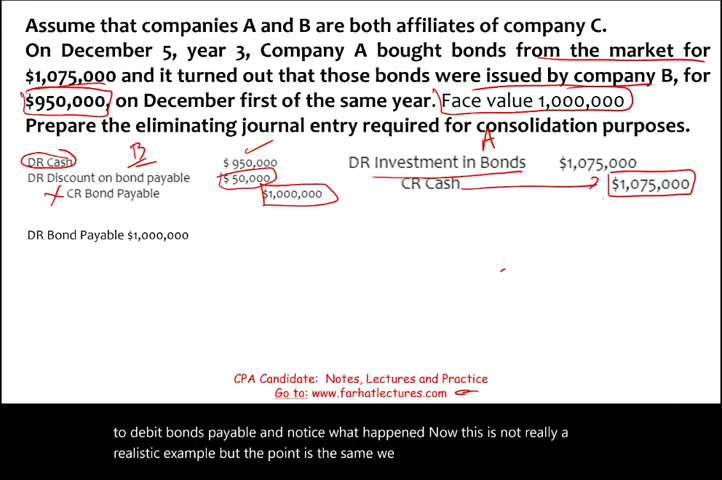 Assume that companies A and B are both affiliates of company C.
On December 5, year 3, Company A bought bonds from the market for
$1,075,000 and it turned out that those bonds were issued by company B, for
$950,000, on December first of the same year. Face value 1,000,000
Prepare the eliminating journal entry required for consolidation purposes.
B
A
DR Cash $ 950,000
DR Discount on bond payable $ 50,000
CR Bond Payable $1,000,000
DR Investment in Bonds $1,075,000
CR Cash $1,075,000
DR Bond Payable $1,000,000
CPA Candidate: Notes, Lectures and Practice
Go to: www.farhatlectures.com
to debit bonds payable and notice what happened Now this is not really a
realistic example but the point is the same we